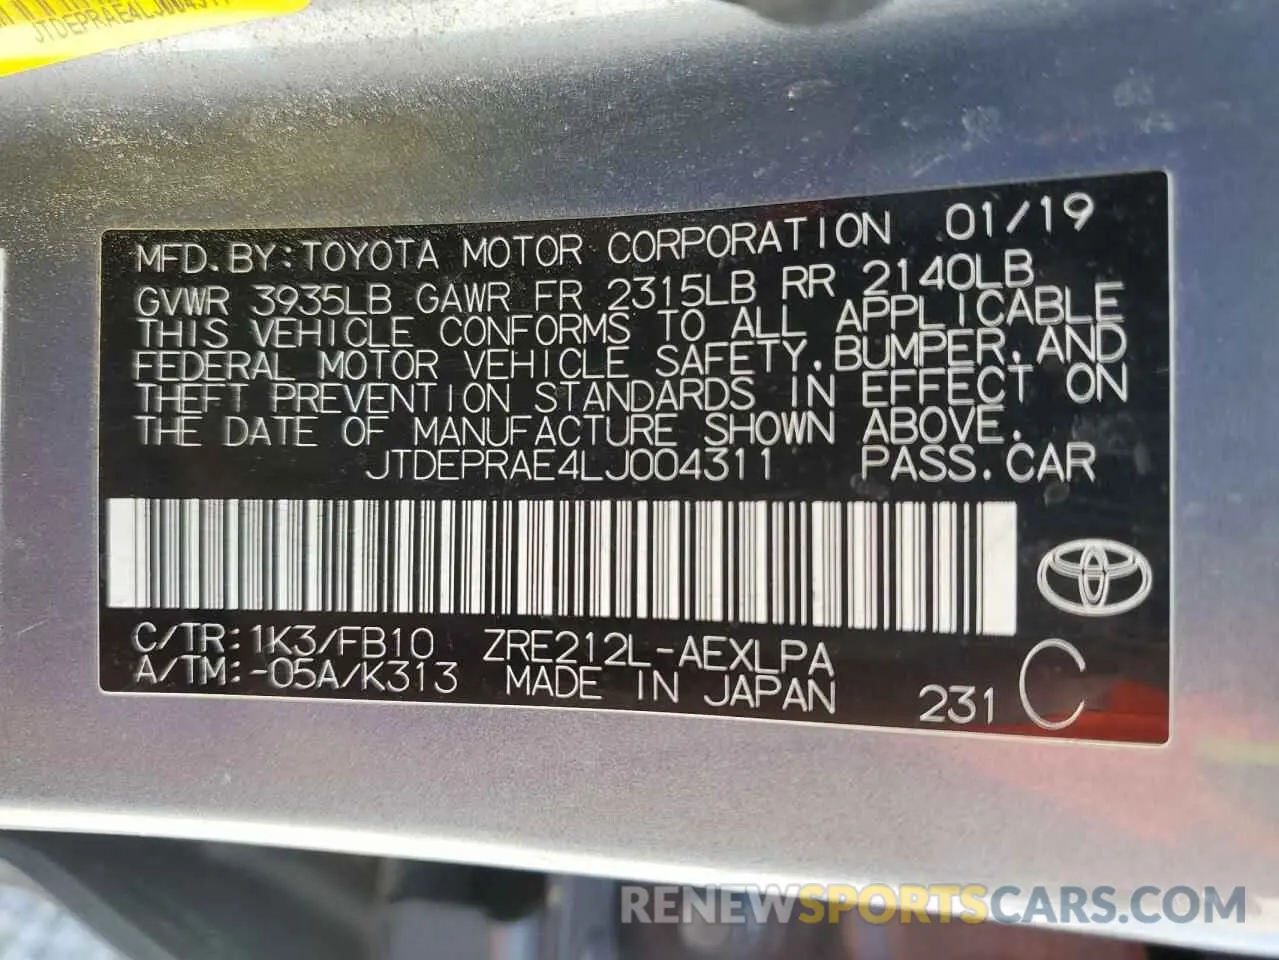 JTDEPRAE4LJ004311
MFD.BY:TOYOTA MOTOR CORPORATION 01/19
GVWR 3935LB GAWR FR 2315LB RR 2140LB
THIS VEHICLE CONFORMS TO ALL APPLICABLE
FEDERAL MOTOR VEHICLE SAFETY,BUMPER,AND
THEFT PREVENTION STANDARDS IN EFFECT ON
THE DATE OF MANUFACTURE SHOWN ABOVE.
JTDEPRAE4LJ004311 PASS.CAR
C/TR:1K3/FB10 ZRE212L-AEXLPA
A/TM:-05A/K313 MADE IN JAPAN 231 C
RENEWSPORTSCARS.COM